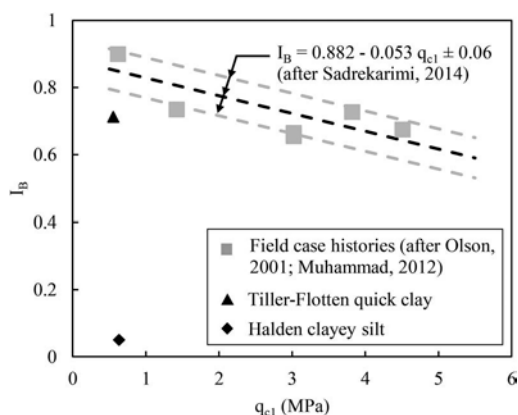 1
I_B = 0.882 - 0.053 q_c1 ± 0.06
(after Sadrekarimi, 2014)
0.8
0.6
I_B
0.4
Field case histories (after Olson,
2001; Muhammad, 2012)
0.2
Tiller-Flotten quick clay
Halden clayey silt
0
0 1 2 3 4 5 6
q_c1 (MPa)